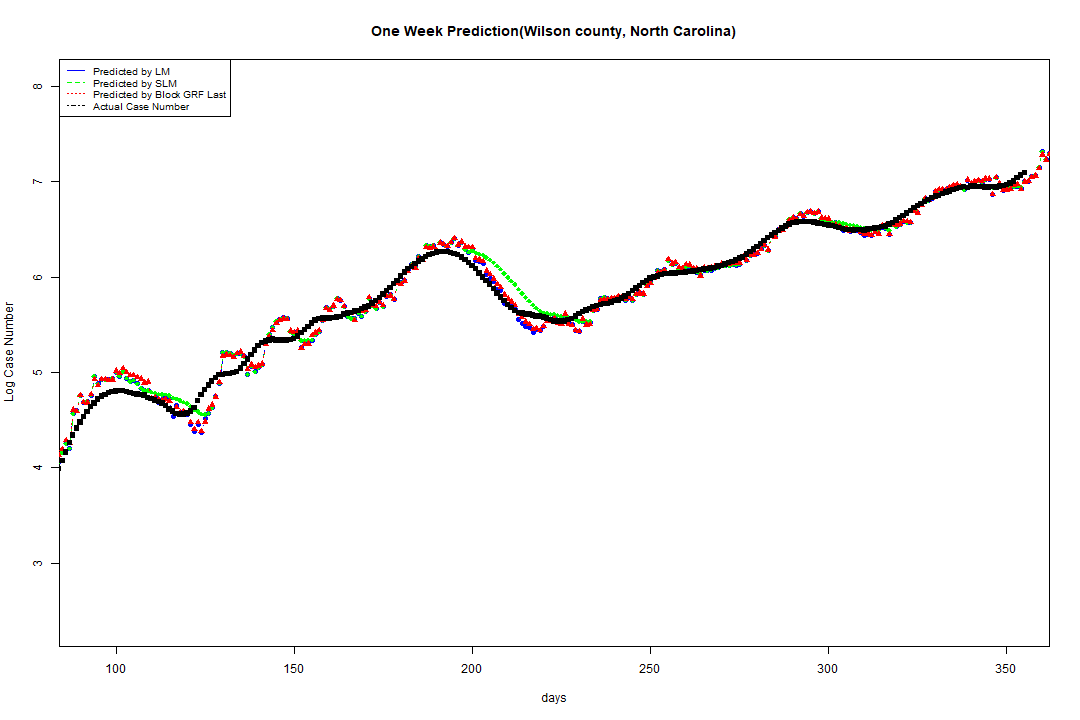 One Week Prediction(Wilson county, North Carolina)
Predicted by LM
Predicted by SLM
Predicted by Block GRF Last
Actual Case Number
8
7
6
5
4
3
Log Case Number
100 150 200 250 300 350
days